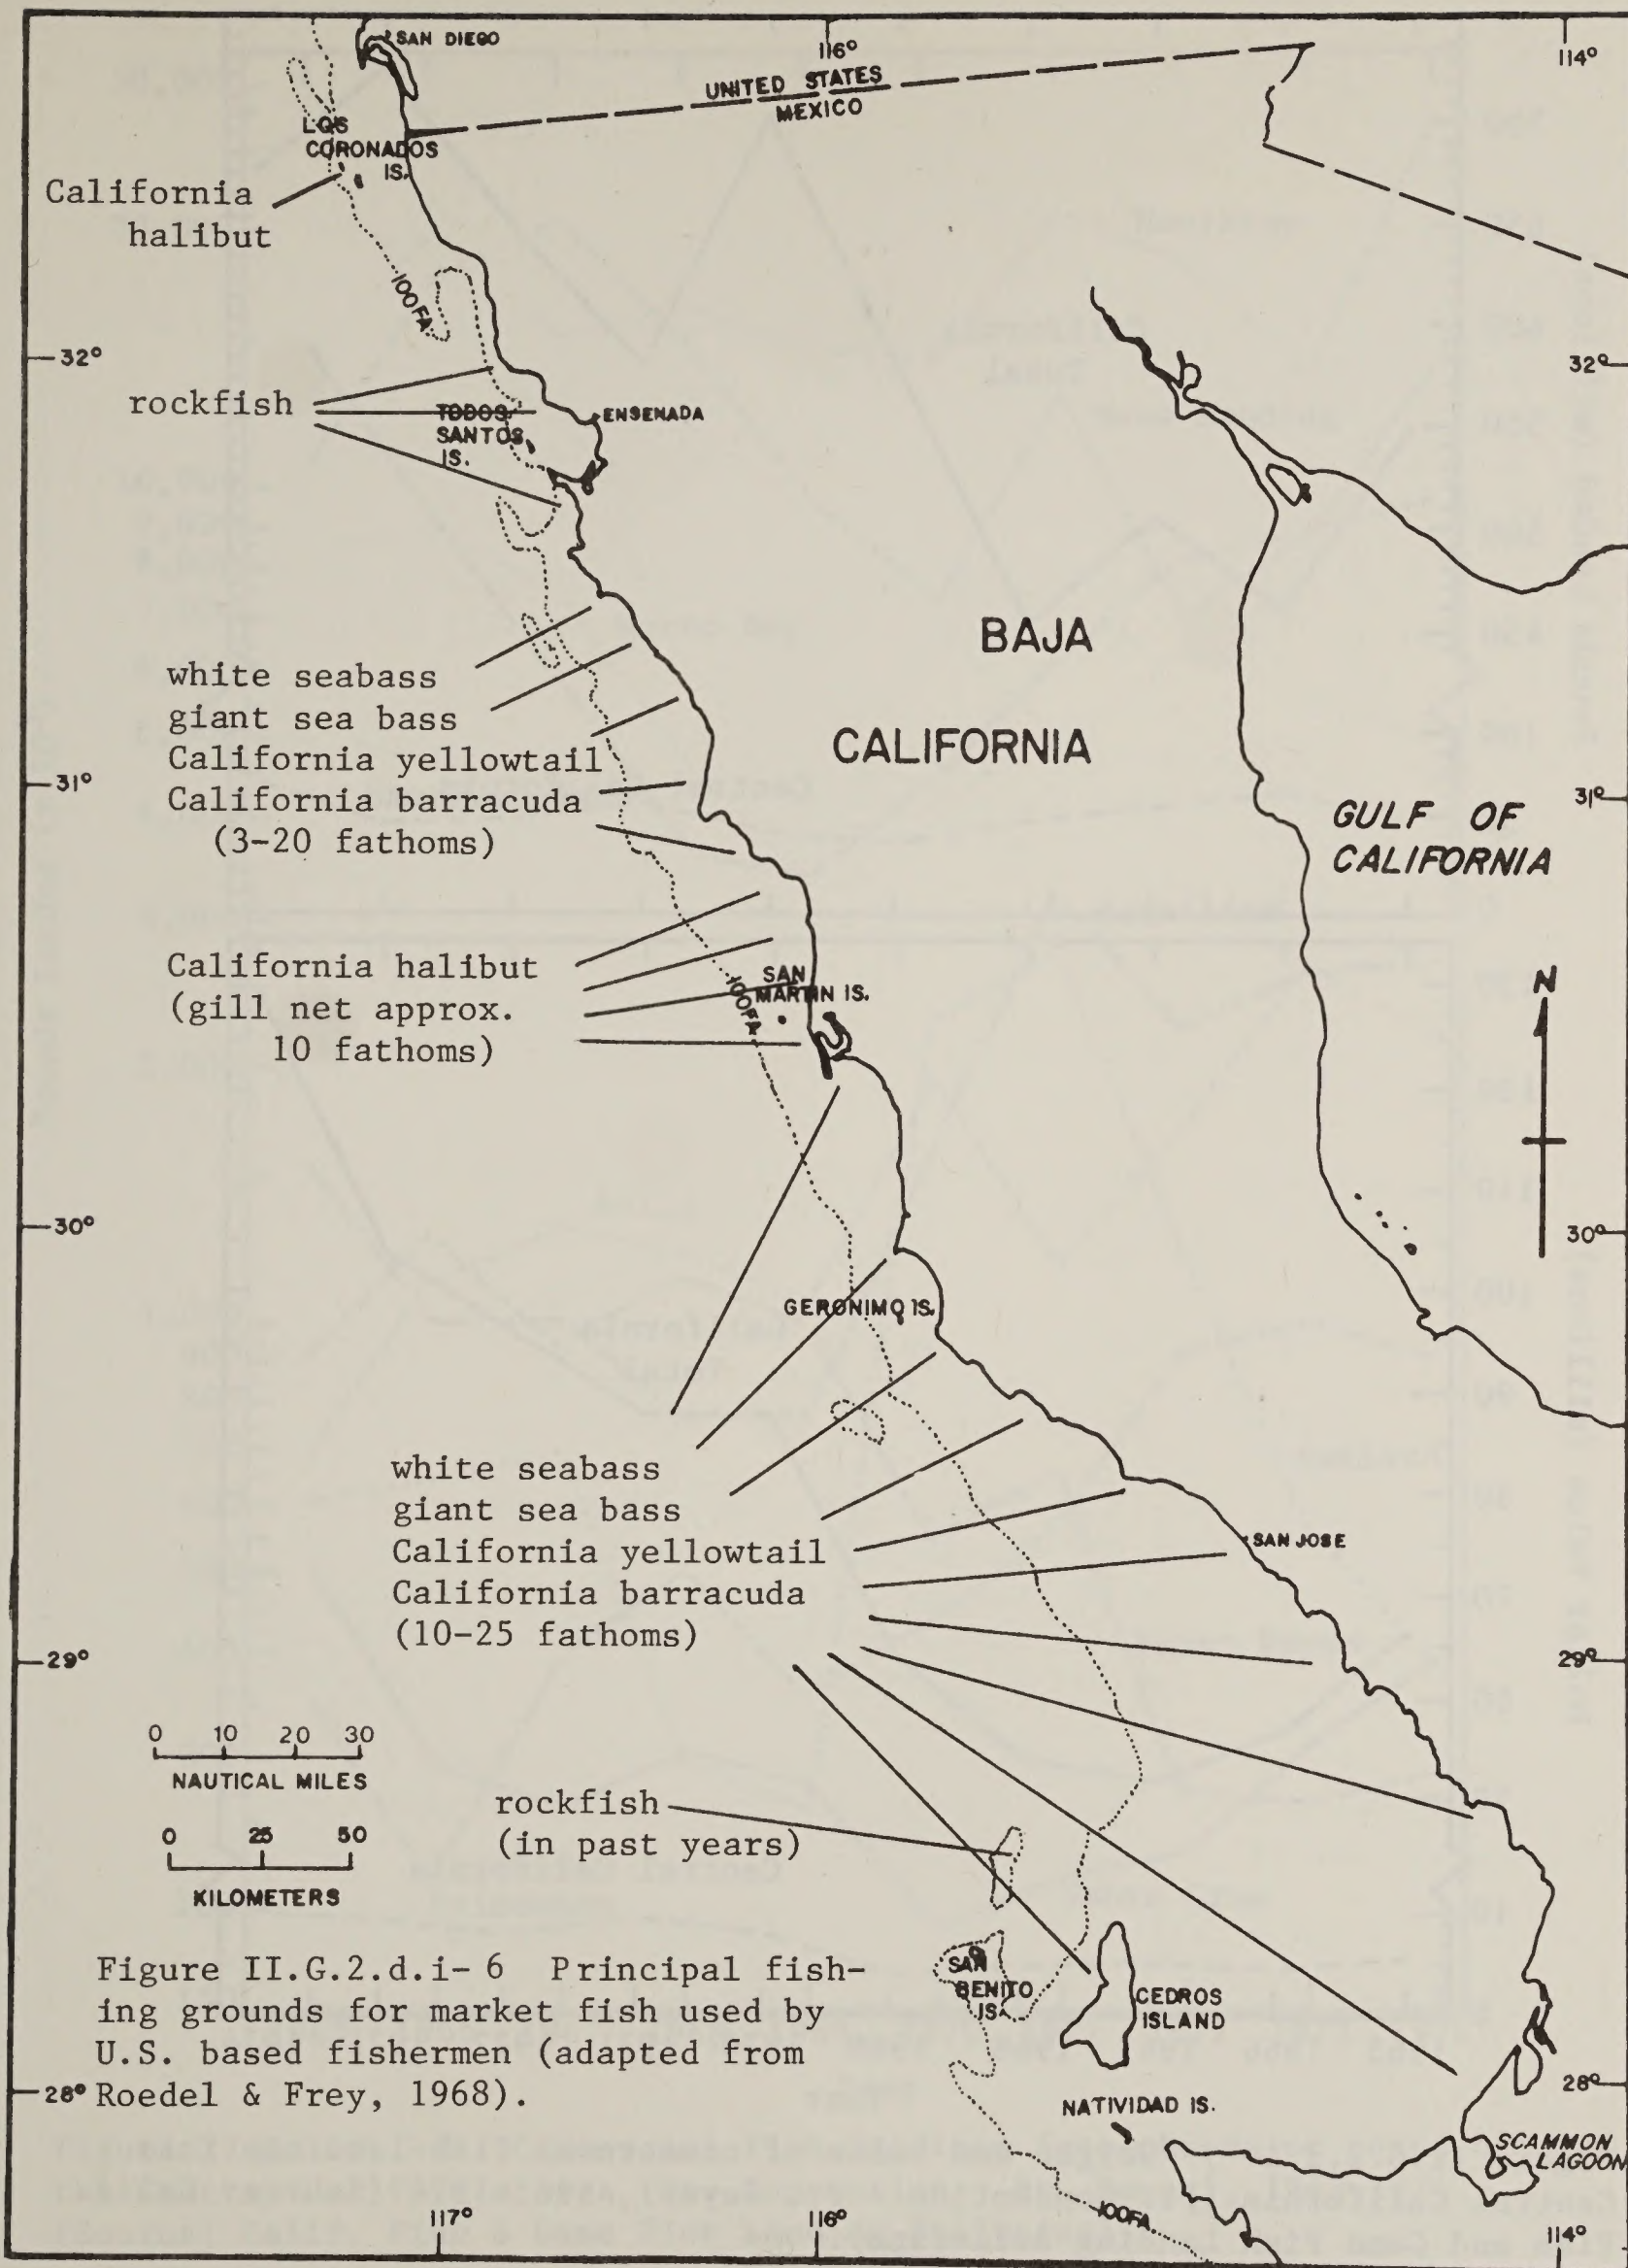 SAN DIEGO
116°
114°
UNITED STATES
MEXICO
LOS
CORONADOS
IS.
California
halibut
100FA.
32°
32°
rockfish
TODOS
SANTOS
IS.
ENSENADA
BAJA
CALIFORNIA
white seabass
giant sea bass
California yellowtail
California barracuda
(3-20 fathoms)
31°
31°
GULF OF
CALIFORNIA
California halibut
(gill net approx.
10 fathoms)
SAN
MARTIN IS.
100FA.
N
30°
30°
GERONIMO IS.
white seabass
giant sea bass
California yellowtail
California barracuda
(10-25 fathoms)
SAN JOSE
29°
29°
0 10 20 30
NAUTICAL MILES
0 25 50
KILOMETERS
rockfish
(in past years)
SAN
BENITO
IS.
CEDROS
ISLAND
Figure II.G.2.d.i- 6 Principal fish-
ing grounds for market fish used by
U.S. based fishermen (adapted from
Roedel & Frey, 1968).
28°
28°
NATIVIDAD IS.
SCAMMON
LAGOON
100FA.
117°
116°
114°